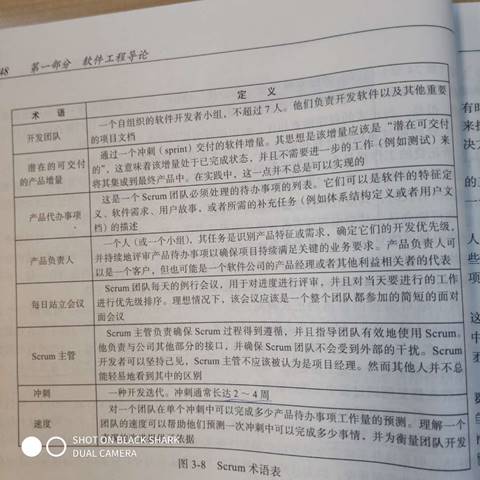 48 第一部分 软件工程导论
术语 定义
开发团队 一个自组织的软件开发者小组，不超过 7 人。他们负责开发软件以及其他重要
的项目文档
潜在的可交付的产品增量 通过一个冲刺（sprint）交付的软件增量。其思想是该增量应该是“潜在可交付
的”，这意味着该增量处于已完成状态，并且不需要进一步的工作（例如测试）来
将其集成到最终产品中。在实践中，这一点并不总是可以实现的
产品代办事项 这是一个 Scrum 团队必须处理的待办事项的列表。它们可以是软件的特征定
义、软件需求、用户故事，或者所需的补充任务（例如体系结构定义或者用户文
档）的描述
产品负责人 一个人（或一个小组），其任务是识别产品特征或需求，确定它们的开发优先级，
并持续地评审产品待办事项以确保项目持续满足关键的业务要求。产品负责人可
以是一个客户，但也可能是一个软件公司的产品经理或者其他利益相关者的代表
每日站立会议 Scrum 团队每天的例行会议，用于对进度进行评审，并且对当天要进行的工作
进行优先级排序。理想情况下，该会议应该是一个整个团队都参加的简短的面对
面会议
Scrum 主管 Scrum 主管负责确保 Scrum 过程得到遵循，并且指导团队有效地使用 Scrum。
他负责与公司其他部分的接口，并确保 Scrum 团队不会受到外部的干扰。Scrum
开发者可以坚持己见，Scrum 主管不应该被认为是项目经理。然而其他人并不总
能轻易地看到其中的区别
冲刺 一种开发迭代。冲刺通常长达 2～4 周
速度 对一个团队在单个冲刺中可以完成多少产品待办事项工作量的预测。理解一个
团队的速度可以帮助他们预测一次冲刺中可以完成多少事情，并为衡量团队开发
依据
图 3-8 Scrum 术语表
SHOT ON BLACK SHARK
DUAL CAMERA